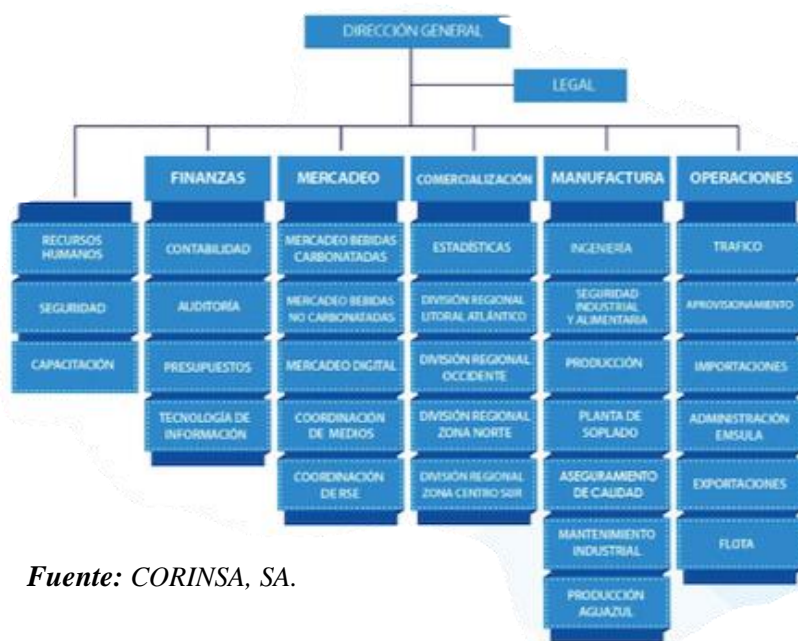 DIRECCIÓN GENERAL
LEGAL
FINANZAS
MERCADEO
COMERCIALIZACIÓN
MANUFACTURA
OPERACIONES
RECURSOS
HUMANOS
SEGURIDAD
CAPACITACIÓN
CONTABILIDAD
AUDITORÍA
PRESUPUESTOS
TECNOLOGÍA DE
INFORMACIÓN
MERCADEO BEBIDAS
CARBONATADAS
MERCADEO BEBIDAS
NO CARBONATADAS
MERCADEO DIGITAL
COORDINACIÓN
DE MEDIOS
COORDINACIÓN
DE RSE
ESTADÍSTICAS
DIVISIÓN REGIONAL
LITORAL ATLÁNTICO
DIVISIÓN REGIONAL
OCCIDENTE
DIVISIÓN REGIONAL
ZONA NORTE
DIVISIÓN REGIONAL
ZONA CENTRO SUR
INGENIERÍA
SEGURIDAD
INDUSTRIAL
Y ALIMENTARIA
PRODUCCIÓN
PLANTA DE
SOPLADO
ASEGURAMIENTO
DE CALIDAD
MANTENIMIENTO
INDUSTRIAL
PRODUCCIÓN
AGUAZUL
TRAFICO
APROVISIONAMIENTO
IMPORTACIONES
ADMINISTRACIÓN
EMSULA
EXPORTACIONES
FLOTA
Fuente: CORINSA, SA.